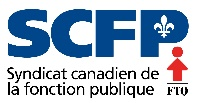 SCFP
Syndicat canadien de
la fonction publique
FTQ